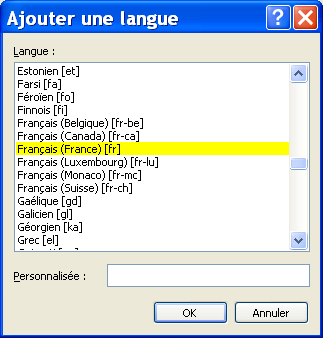 Ajouter une langue
Langue :
Estonien [et]
Farsi [fa]
Féroïen [fo]
Finnois [fi]
Français (Belgique) [fr-be]
Français (Canada) [fr-ca]
Français (France) [fr]
Français (Luxembourg) [fr-lu]
Français (Monaco) [fr-mc]
Français (Suisse) [fr-ch]
Gaélique [gd]
Galicien [gl]
Géorgien [ka]
Grec [el]
Personnalisée :
OK Annuler